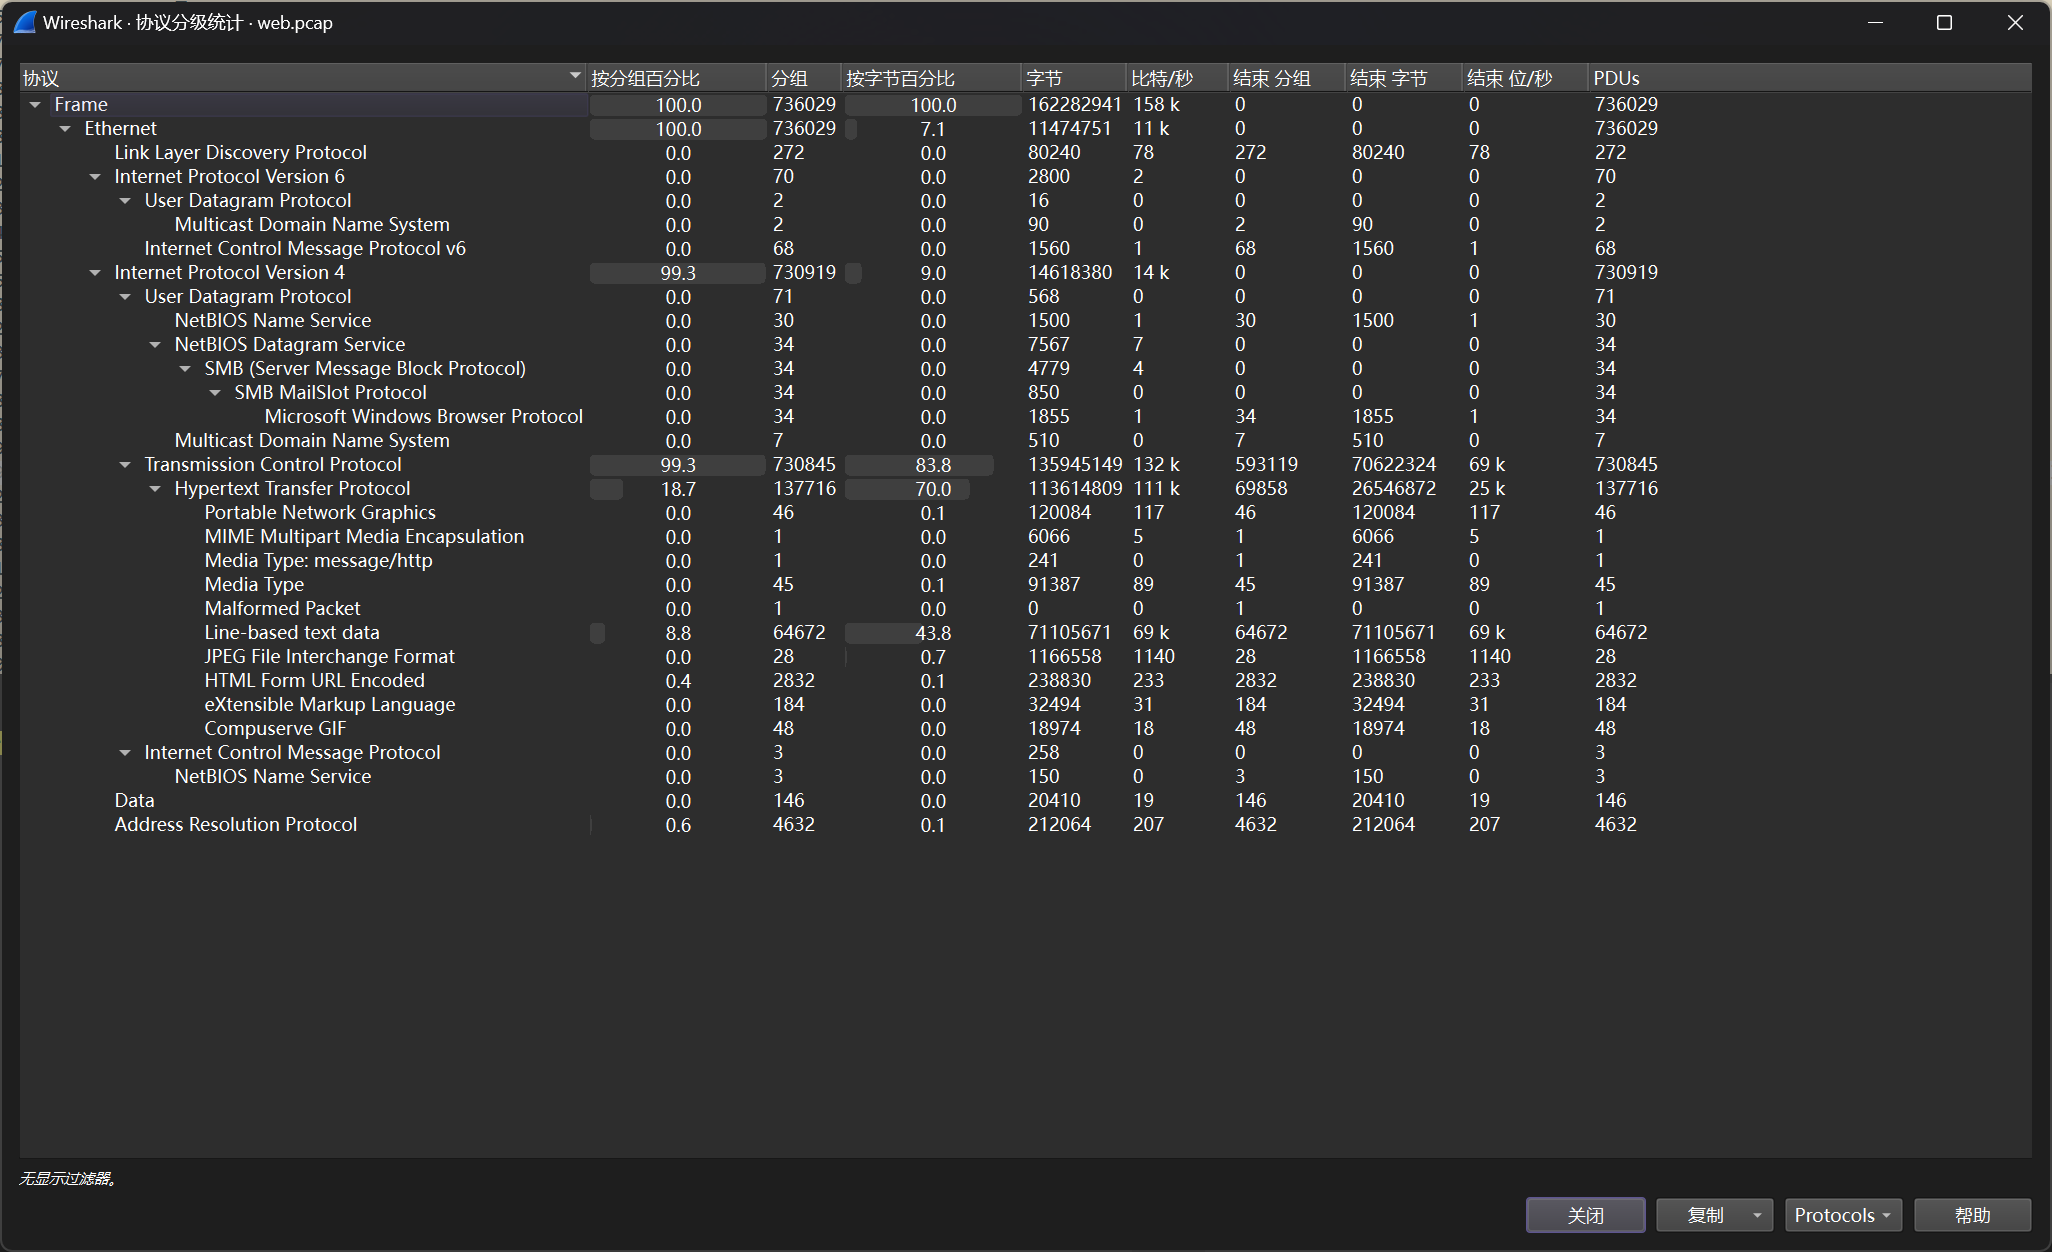 Wireshark · 协议分级统计 · web.pcap
协议 按分组百分比 分组 按字节百分比 字节 比特/秒 结束 分组 结束 字节 结束 位/秒 PDUs
Frame 100.0 736029 100.0 162282941 158 k 0 0 0 736029
Ethernet 100.0 736029 7.1 11474751 11 k 0 0 0 736029
Link Layer Discovery Protocol 0.0 272 0.0 80240 78 272 80240 78 272
Internet Protocol Version 6 0.0 70 0.0 2800 2 0 0 0 70
User Datagram Protocol 0.0 2 0.0 16 0 0 0 0 2
Multicast Domain Name System 0.0 2 0.0 90 0 2 90 0 2
Internet Control Message Protocol v6 0.0 68 0.0 1560 1 68 1560 1 68
Internet Protocol Version 4 99.3 730919 9.0 14618380 14 k 0 0 0 730919
User Datagram Protocol 0.0 71 0.0 568 0 0 0 0 71
NetBIOS Name Service 0.0 30 0.0 1500 1 30 1500 1 30
NetBIOS Datagram Service 0.0 34 0.0 7567 7 0 0 0 34
SMB (Server Message Block Protocol) 0.0 34 0.0 4779 4 0 0 0 34
SMB MailSlot Protocol 0.0 34 0.0 850 0 0 0 0 34
Microsoft Windows Browser Protocol 0.0 34 0.0 1855 1 34 1855 1 34
Multicast Domain Name System 0.0 7 0.0 510 0 7 510 0 7
Transmission Control Protocol 99.3 730845 83.8 135945149 132 k 593119 70622324 69 k 730845
Hypertext Transfer Protocol 18.7 137716 70.0 113614809 111 k 69858 26546872 25 k 137716
Portable Network Graphics 0.0 46 0.1 120084 117 46 120084 117 46
MIME Multipart Media Encapsulation 0.0 1 0.0 6066 5 1 6066 5 1
Media Type: message/http 0.0 1 0.0 241 0 1 241 0 1
Media Type 0.0 45 0.1 91387 89 45 91387 89 45
Malformed Packet 0.0 1 0.0 0 0 1 0 0 1
Line-based text data 8.8 64672 43.8 71105671 69 k 64672 71105671 69 k 64672
JPEG File Interchange Format 0.0 28 0.7 1166558 1140 28 1166558 1140 28
HTML Form URL Encoded 0.4 2832 0.1 238830 233 2832 238830 233 2832
eXtensible Markup Language 0.0 184 0.0 32494 31 184 32494 31 184
Compuserve GIF 0.0 48 0.0 18974 18 48 18974 18 48
Internet Control Message Protocol 0.0 3 0.0 258 0 0 0 0 3
NetBIOS Name Service 0.0 3 0.0 150 0 3 150 0 3
Data 0.0 146 0.0 20410 19 146 20410 19 146
Address Resolution Protocol 0.6 4632 0.1 212064 207 4632 212064 207 4632
无显示过滤器。
关闭 复制 Protocols 帮助